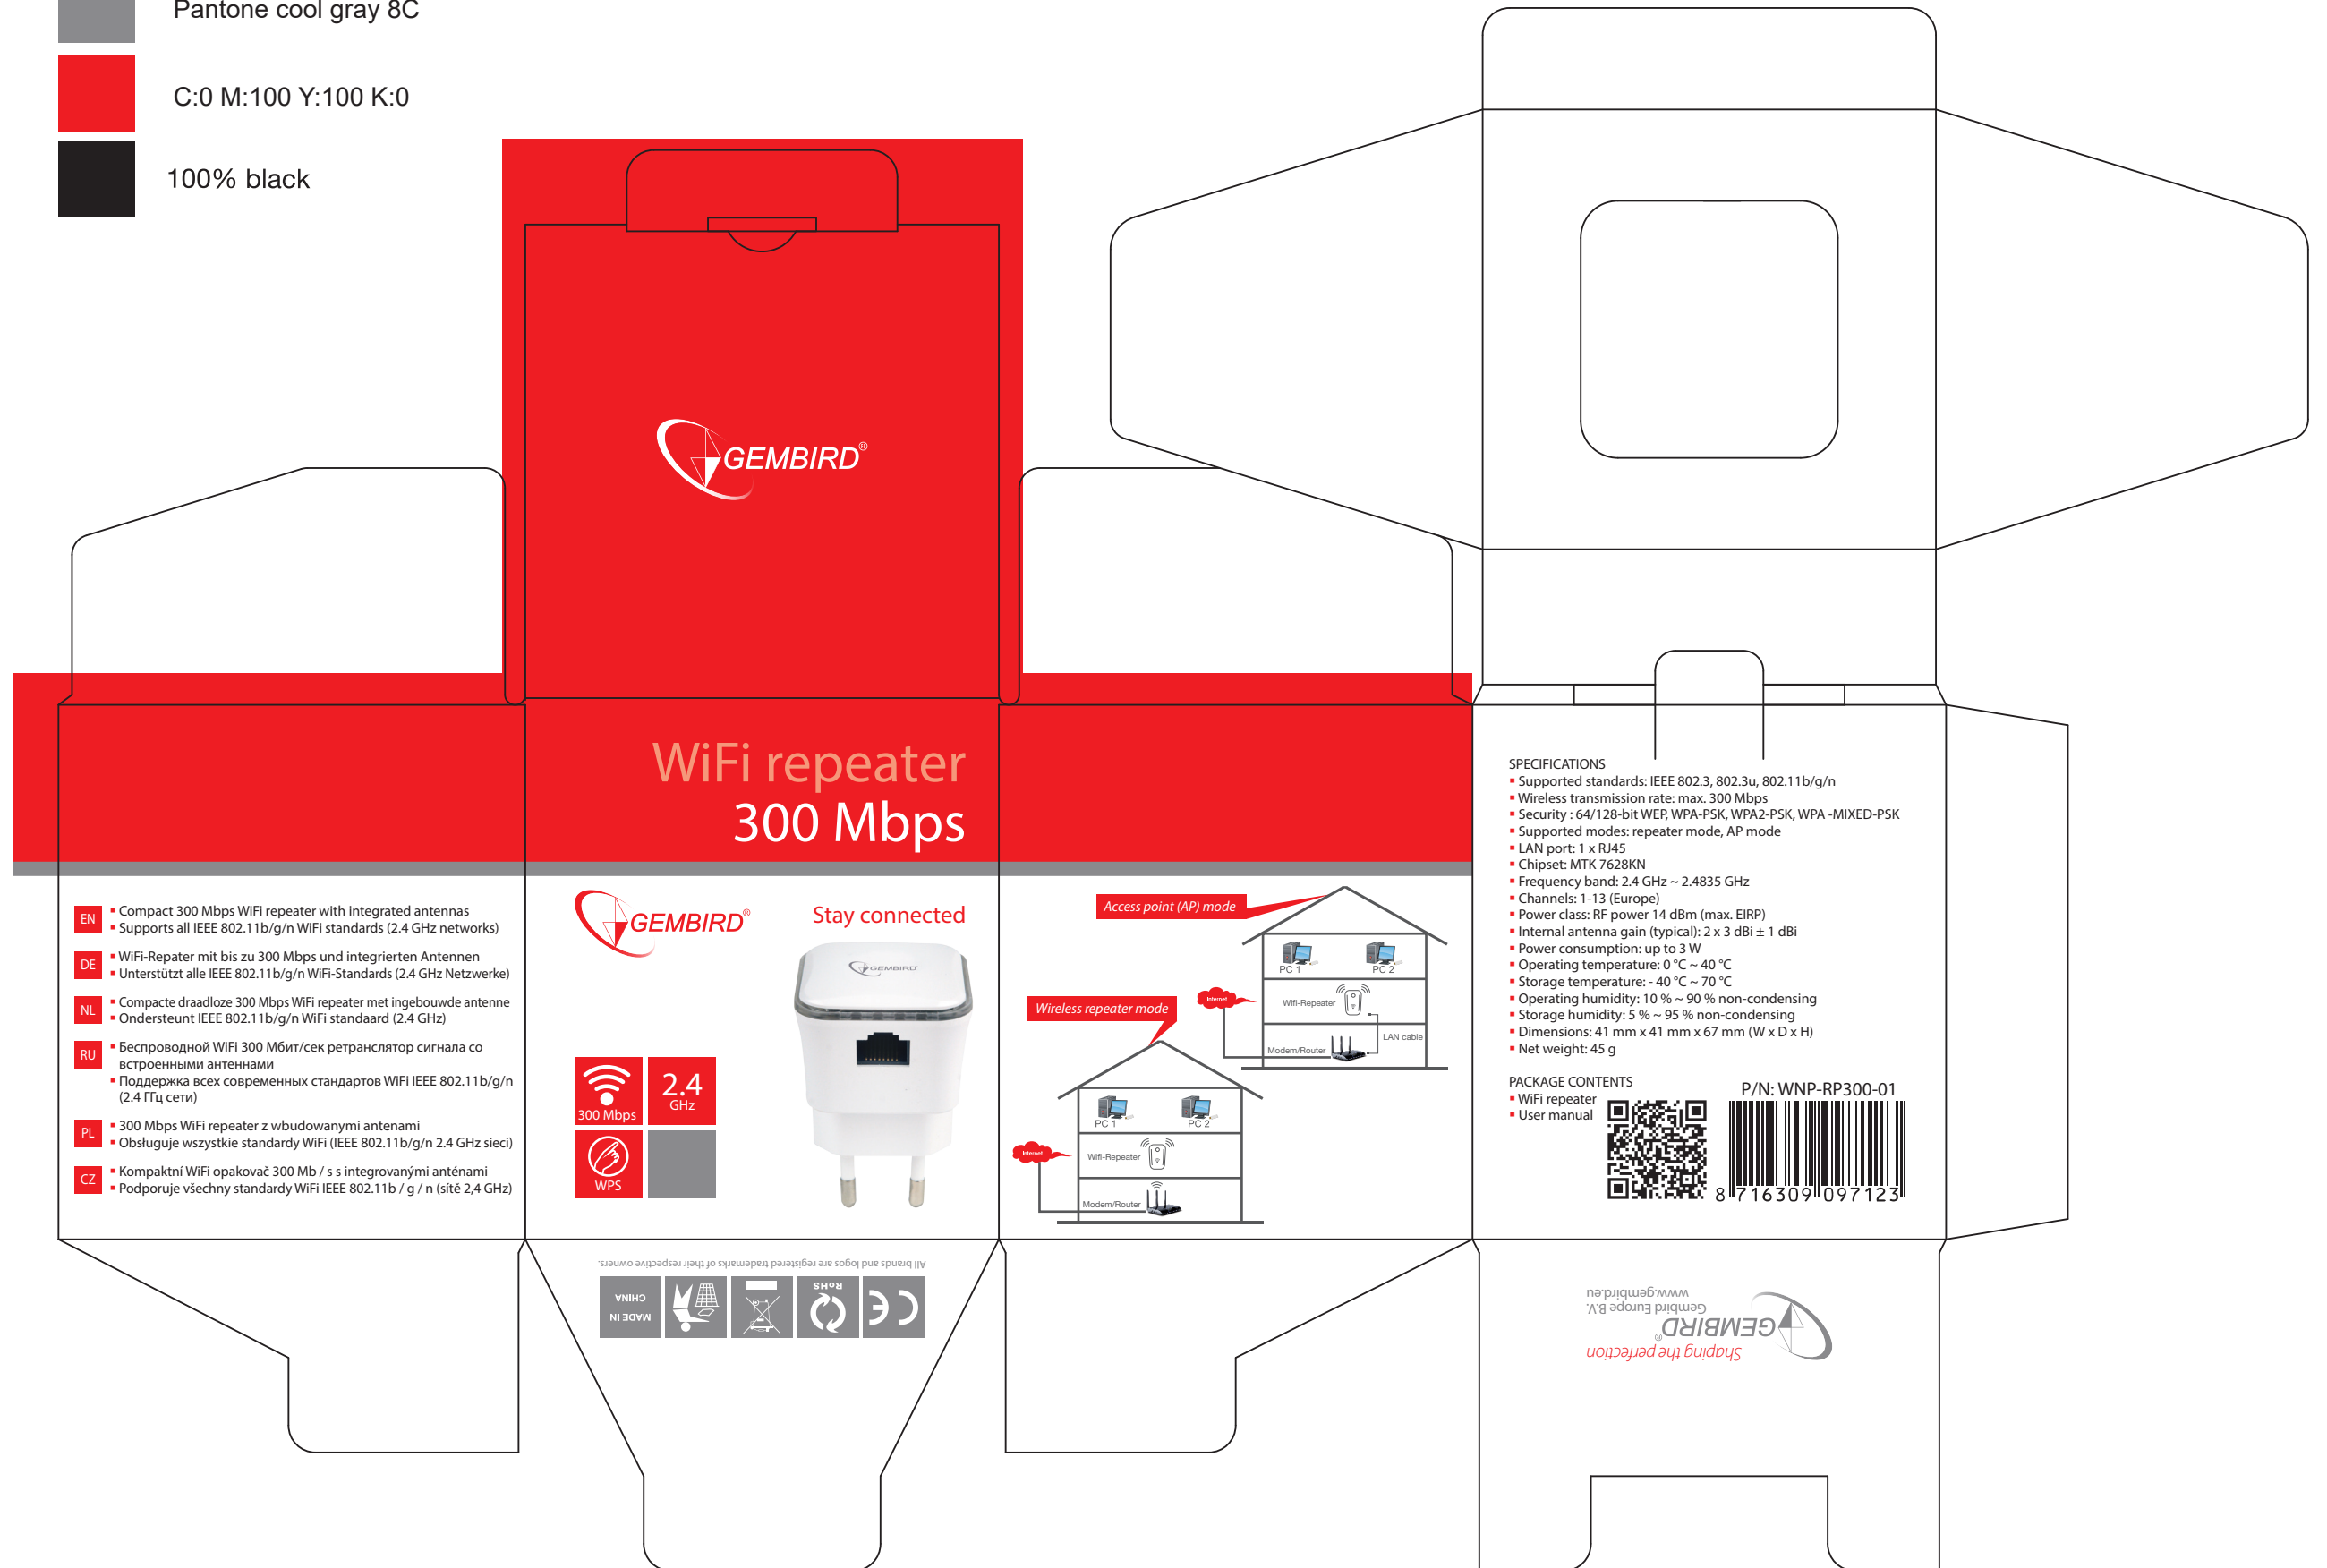 Pantone cool gray 8C
C:0 M:100 Y:100 K:0
100% black
GEMBIRD®
WiFi repeater
300 Mbps
EN
▪ Compact 300 Mbps WiFi repeater with integrated antennas
▪ Supports all IEEE 802.11b/g/n WiFi standards (2.4 GHz networks)
DE
▪ WiFi-Repater mit bis zu 300 Mbps und integrierten Antennen
▪ Unterstützt alle IEEE 802.11b/g/n WiFi-Standards (2.4 GHz Netzwerke)
NL
▪ Compacte draadloze 300 Mbps WiFi repeater met ingebouwde antenne
▪ Ondersteunt IEEE 802.11b/g/n WiFi standaard (2.4 GHz)
RU
▪ Беспроводной WiFi 300 Мбит/сек ретранслятор сигнала со
встроенными антеннами
▪ Поддержка всех современных стандартов WiFi IEEE 802.11b/g/n
(2.4 ГГц сети)
PL
▪ 300 Mbps WiFi repeater z wbudowanymi antenami
▪ Obsługuje wszystkie standardy WiFi (IEEE 802.11b/g/n 2.4 GHz sieci)
CZ
▪ Kompaktní WiFi opakovač 300 Mb / s s integrovanými anténami
▪ Podporuje všechny standardy WiFi IEEE 802.11b / g / n (sítě 2,4 GHz)
GEMBIRD®
Stay connected
GEMBIRD
300 Mbps
2.4
GHz
WPS
Access point (AP) mode
PC 1
PC 2
Internet
Wifi-Repeater
LAN cable
Modem/Router
Wireless repeater mode
PC 1
PC 2
Internet
Wifi-Repeater
Modem/Router
SPECIFICATIONS
▪ Supported standards: IEEE 802.3, 802.3u, 802.11b/g/n
▪ Wireless transmission rate: max. 300 Mbps
▪ Security : 64/128-bit WEP, WPA-PSK, WPA2-PSK, WPA -MIXED-PSK
▪ Supported modes: repeater mode, AP mode
▪ LAN port: 1 x RJ45
▪ Chipset: MTK 7628KN
▪ Frequency band: 2.4 GHz ~ 2.4835 GHz
▪ Channels: 1-13 (Europe)
▪ Power class: RF power 14 dBm (max. EIRP)
▪ Internal antenna gain (typical): 2 x 3 dBi ± 1 dBi
▪ Power consumption: up to 3 W
▪ Operating temperature: 0 °C ~ 40 °C
▪ Storage temperature: - 40 °C ~ 70 °C
▪ Operating humidity: 10 % ~ 90 % non-condensing
▪ Storage humidity: 5 % ~ 95 % non-condensing
▪ Dimensions: 41 mm x 41 mm x 67 mm (W x D x H)
▪ Net weight: 45 g
PACKAGE CONTENTS
▪ WiFi repeater
▪ User manual
P/N: WNP-RP300-01
8 716309 097123
CE
RoHS
MADE IN
CHINA
All brands and logos are registered trademarks of their respective owners.
Shaping the perfection
GEMBIRD®
Gembird Europe B.V.
www.gembird.eu